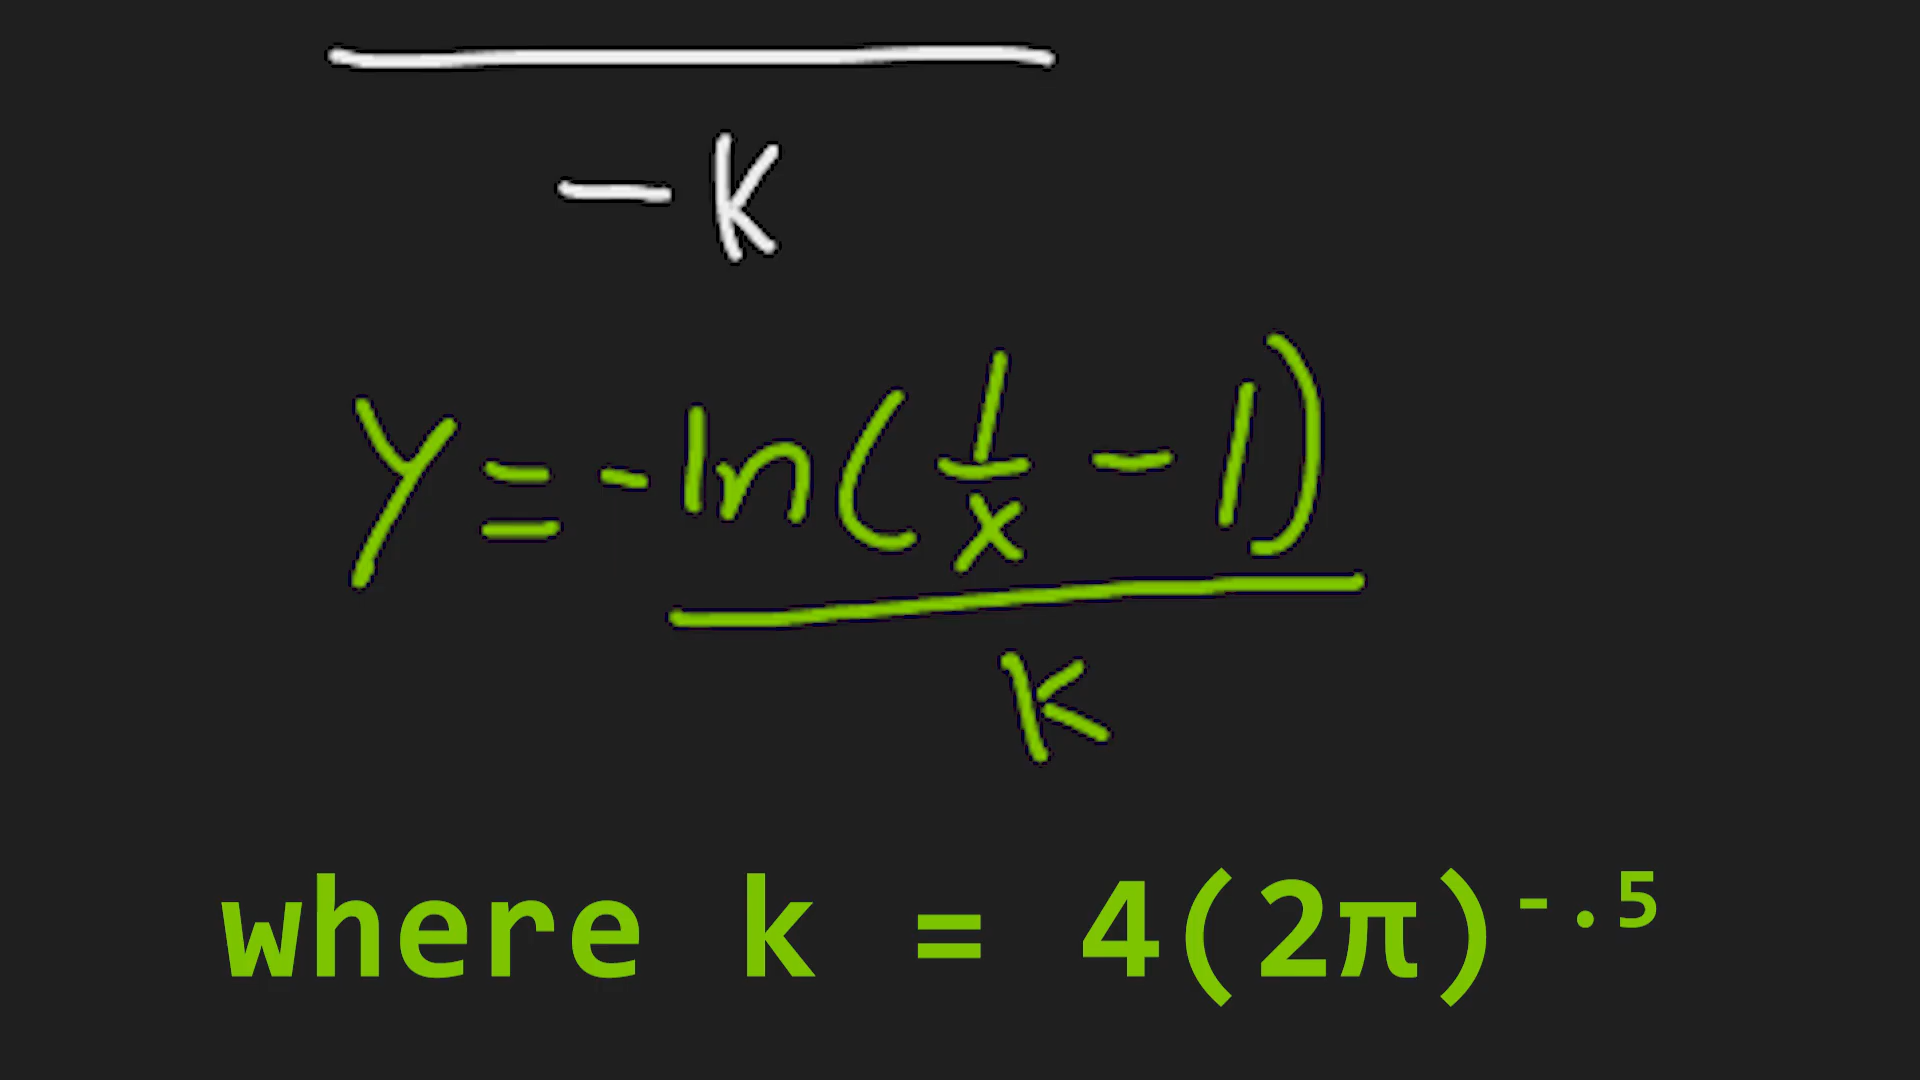 - K
y = - ln(1/x - 1)
K
where k = 4(2π)^-.5